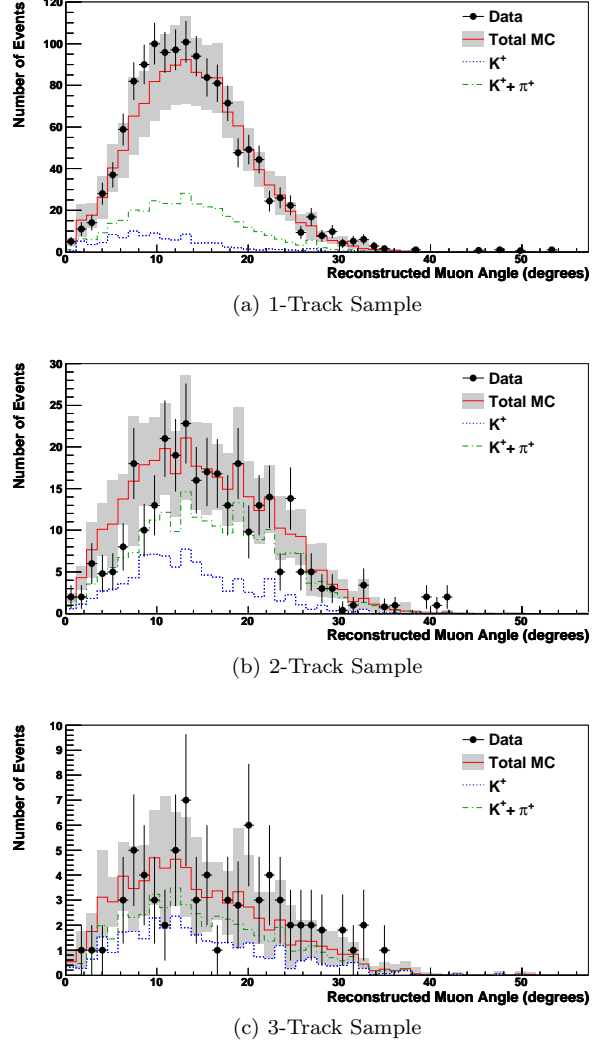 Number of Events
120
100
80
60
40
20
0
0 10 20 30 40 50
Reconstructed Muon Angle (degrees)
Data
Total MC
K⁺
K⁺+ π⁺
(a) 1-Track Sample
Number of Events
30
25
20
15
10
5
0
0 10 20 30 40 50
Reconstructed Muon Angle (degrees)
Data
Total MC
K⁺
K⁺+ π⁺
(b) 2-Track Sample
Number of Events
10
9
8
7
6
5
4
3
2
1
0
0 10 20 30 40 50
Reconstructed Muon Angle (degrees)
Data
Total MC
K⁺
K⁺+ π⁺
(c) 3-Track Sample